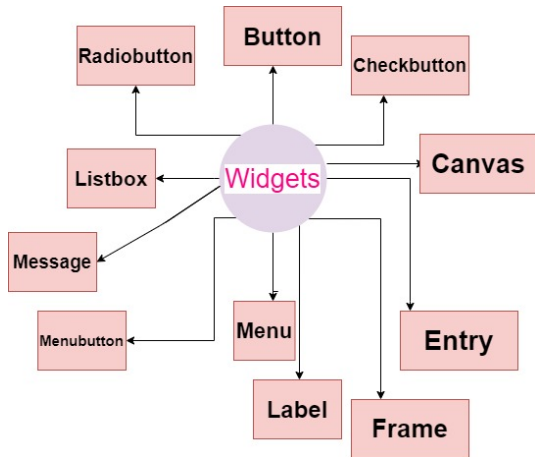 Button
Radiobutton
Checkbutton
Canvas
Listbox
Widgets
Message
Menubutton
Menu
Entry
Label
Frame